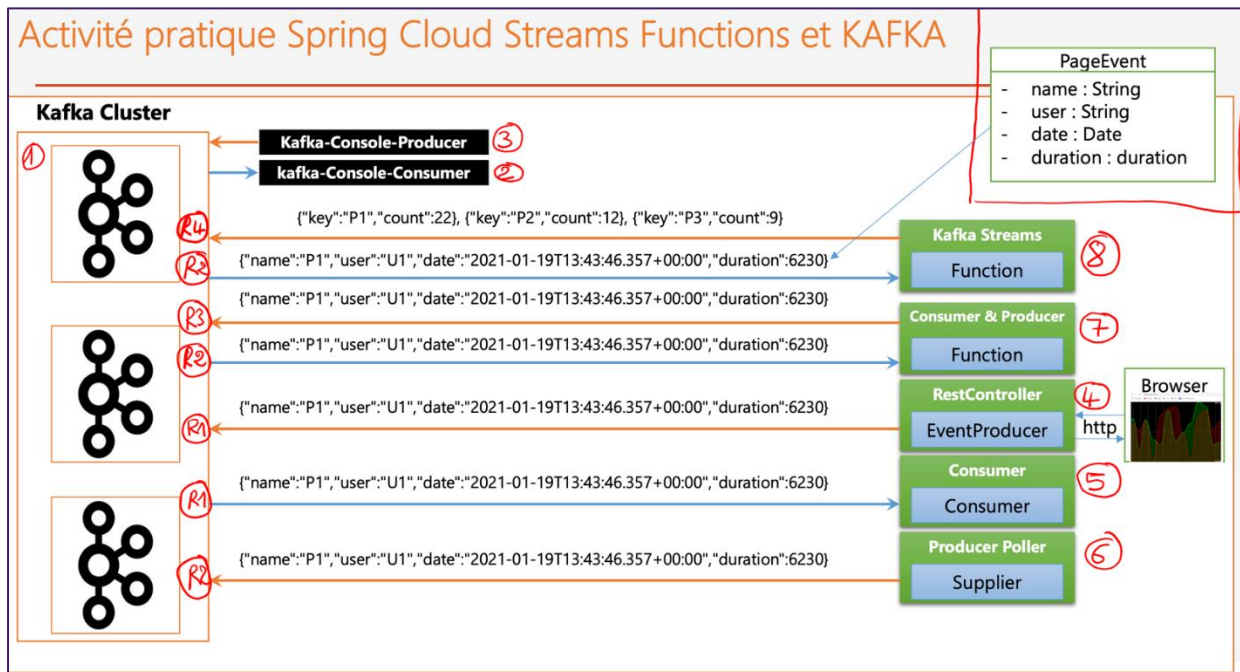 Activité pratique Spring Cloud Streams Functions et KAFKA
PageEvent
- name : String
- user : String
- date : Date
- duration : duration
Kafka Cluster
1
Kafka-Console-Producer
3
kafka-Console-Consumer
2
{"key":"P1","count":22}, {"key":"P2","count":12}, {"key":"P3","count":9}
R4
Kafka Streams
{"name":"P1","user":"U1","date":"2021-01-19T13:43:46.357+00:00","duration":6230}
R2
Function
8
{"name":"P1","user":"U1","date":"2021-01-19T13:43:46.357+00:00","duration":6230}
R3
Consumer & Producer
7
{"name":"P1","user":"U1","date":"2021-01-19T13:43:46.357+00:00","duration":6230}
R2
Function
{"name":"P1","user":"U1","date":"2021-01-19T13:43:46.357+00:00","duration":6230}
R1
RestController
4
Browser
EventProducer
http
{"name":"P1","user":"U1","date":"2021-01-19T13:43:46.357+00:00","duration":6230}
R1
Consumer
5
Consumer
{"name":"P1","user":"U1","date":"2021-01-19T13:43:46.357+00:00","duration":6230}
R2
Producer Poller
6
Supplier